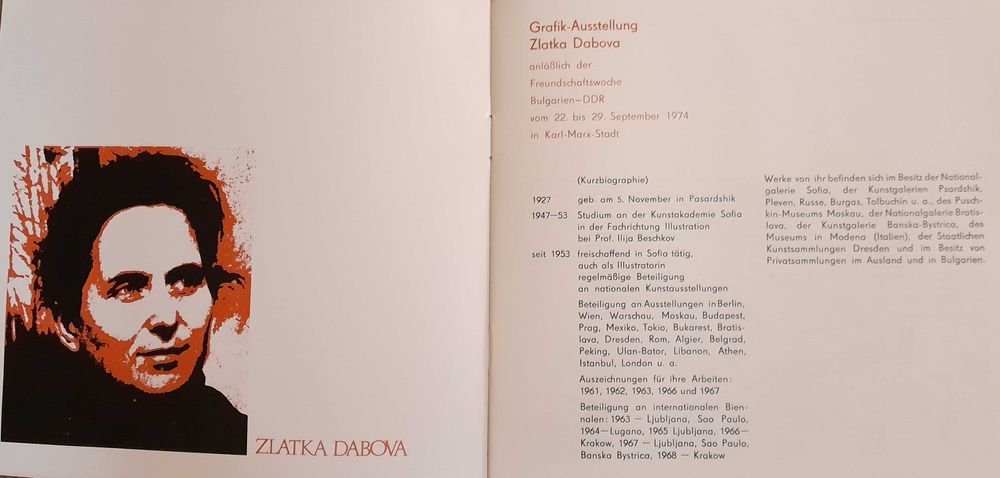 ZLATKA DABOVA
Grafik-Ausstellung
Zlatka Dabova
anläßlich der
Freundschaftswoche
Bulgarien–DDR
vom 22. bis 29. September 1974
in Karl-Marx-Stadt
(Kurzbiographie)
1927 geb. am 5. November in Pasardshik
1947–53 Studium an der Kunstakademie Sofia
in der Fachrichtung Illustration
bei Prof. Ilija Beschkov
seit 1953 freischaffend in Sofia tätig,
auch als Illustratorin
regelmäßige Beteiligung
an nationalen Kunstausstellungen
Beteiligung an Ausstellungen in Berlin,
Wien, Warschau, Moskau, Budapest,
Prag, Mexiko, Tokio, Bukarest, Bratis-
lava, Dresden, Rom, Algier, Belgrad,
Peking, Ulan-Bator, Libanon, Athen,
Istanbul, London u. a.
Auszeichnungen für ihre Arbeiten:
1961, 1962, 1963, 1966 und 1967
Beteiligung an internationalen Bien-
nalen: 1963 – Ljubljana, Sao Paulo,
1964–Lugano, 1965 Ljubljana, 1966–
Krakow, 1967 – Ljubljana, Sao Paulo,
Banska Bystrica, 1968 – Krakow
Werke von ihr befinden sich im Besitz der National-
galerie Sofia, der Kunstgalerien Psardshik,
Pleven, Russe, Burgas, Tolbuchin u. a., des Pusch-
kin-Museums Moskau, der Nationalgalerie Bratis-
lava, der Kunstgalerie Banska-Bystrica, des
Museums in Modena (Italien), der Staatlichen
Kunstsammlungen Dresden und im Besitz von
Privatsammlungen im Ausland und in Bulgarien.